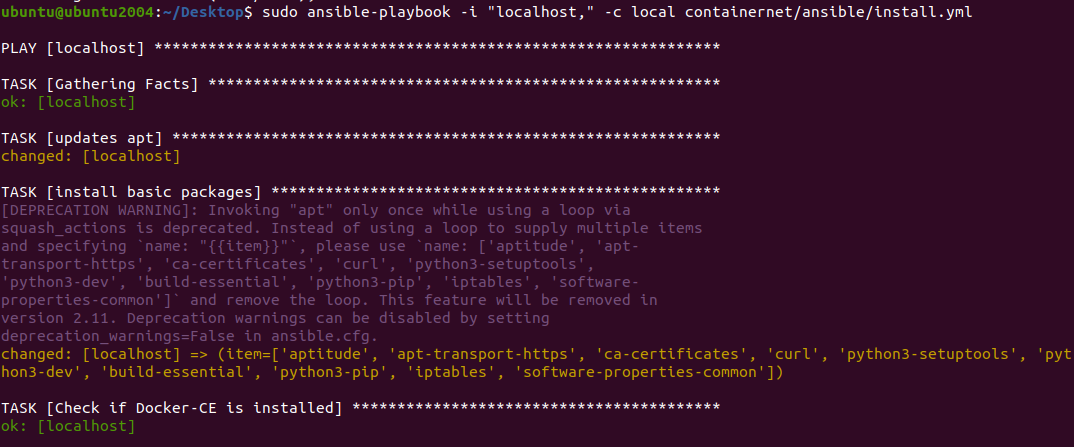 ubuntu@ubuntu2004:~/Desktop$ sudo ansible-playbook -i "localhost," -c local containernet/ansible/install.yml
PLAY [localhost] ***************************************************************
TASK [Gathering Facts] *********************************************************
ok: [localhost]
TASK [updates apt] *************************************************************
changed: [localhost]
TASK [install basic packages] **************************************************
[DEPRECATION WARNING]: Invoking "apt" only once while using a loop via
squash_actions is deprecated. Instead of using a loop to supply multiple items
and specifying `name: "{{item}}"`, please use `name: ['aptitude', 'apt-
transport-https', 'ca-certificates', 'curl', 'python3-setuptools',
'python3-dev', 'build-essential', 'python3-pip', 'iptables', 'software-
properties-common']` and remove the loop. This feature will be removed in
version 2.11. Deprecation warnings can be disabled by setting
deprecation_warnings=False in ansible.cfg.
changed: [localhost] => (item=['aptitude', 'apt-transport-https', 'ca-certificates', 'curl', 'python3-setuptools', 'pyt
hon3-dev', 'build-essential', 'python3-pip', 'iptables', 'software-properties-common'])
TASK [Check if Docker-CE is installed] *****************************************
ok: [localhost]